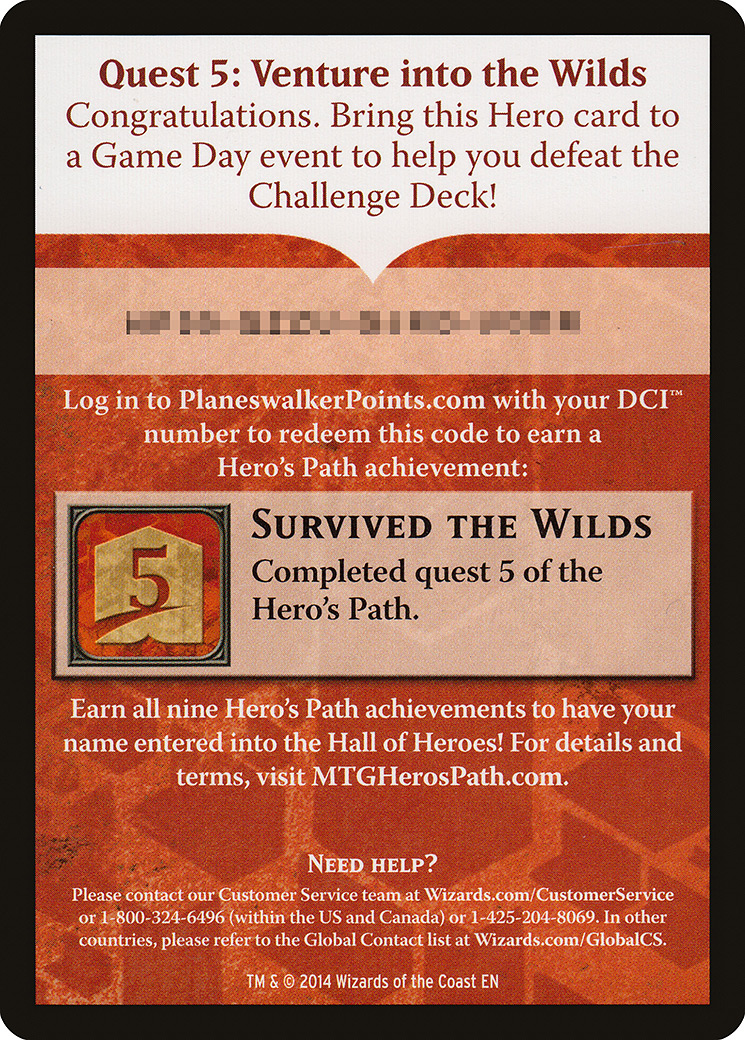 Quest 5: Venture into the Wilds
Congratulations. Bring this Hero card to
a Game Day event to help you defeat the
Challenge Deck!
Log in to PlaneswalkerPoints.com with your DCI™
number to redeem this code to earn a
Hero's Path achievement:
5
Survived the Wilds
Completed quest 5 of the
Hero's Path.
Earn all nine Hero's Path achievements to have your
name entered into the Hall of Heroes! For details and
terms, visit MTGHerosPath.com.
Need help?
Please contact our Customer Service team at Wizards.com/CustomerService
or 1-800-324-6496 (within the US and Canada) or 1-425-204-8069. In other
countries, please refer to the Global Contact list at Wizards.com/GlobalCS.
TM & © 2014 Wizards of the Coast EN